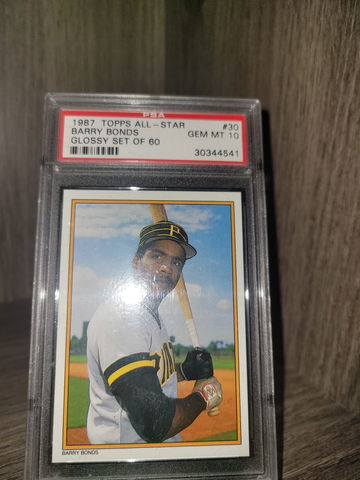 PSA
1987 TOPPS ALL-STAR #30
BARRY BONDS GEM MT 10
GLOSSY SET OF 60
30344541
P
BARRY BONDS